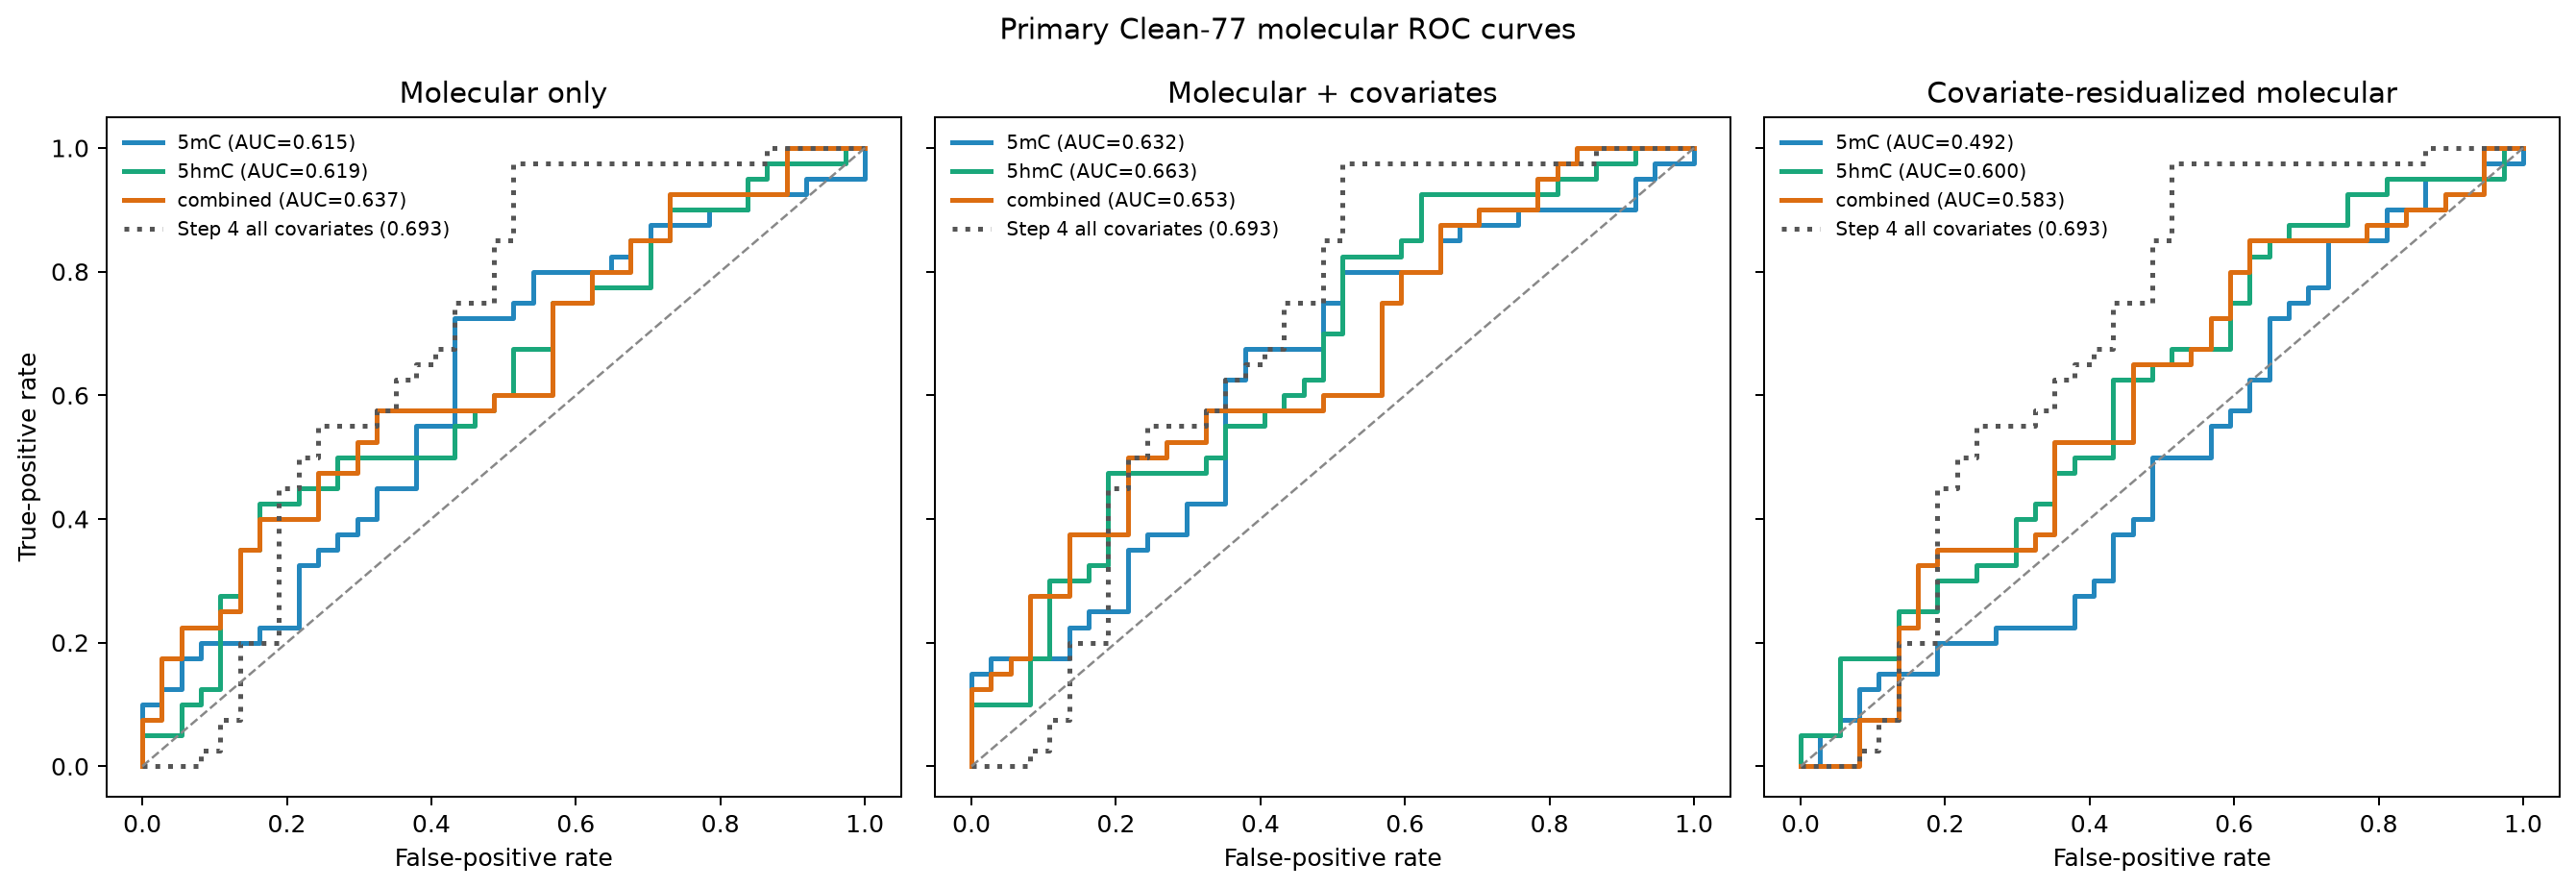 Primary Clean-77 molecular ROC curves
Molecular only
5mC (AUC=0.615)
5hmC (AUC=0.619)
combined (AUC=0.637)
Step 4 all covariates (0.693)
True-positive rate
1.0
0.8
0.6
0.4
0.2
0.0
0.0 0.2 0.4 0.6 0.8 1.0
False-positive rate
Molecular + covariates
5mC (AUC=0.632)
5hmC (AUC=0.663)
combined (AUC=0.653)
Step 4 all covariates (0.693)
0.0 0.2 0.4 0.6 0.8 1.0
False-positive rate
Covariate-residualized molecular
5mC (AUC=0.492)
5hmC (AUC=0.600)
combined (AUC=0.583)
Step 4 all covariates (0.693)
0.0 0.2 0.4 0.6 0.8 1.0
False-positive rate